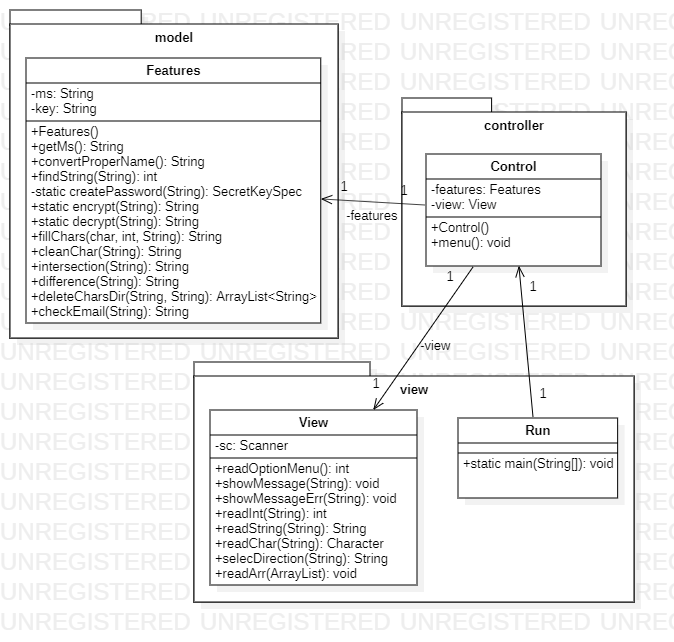 model
Features
-ms: String
-key: String
+Features()
+getMs(): String
+convertProperName(): String
+findString(String): int
-static createPassword(String): SecretKeySpec
+static encrypt(String): String
+static decrypt(String): String
+fillChars(char, int, String): String
+cleanChar(String): String
+intersection(String): String
+difference(String): String
+deleteCharsDir(String, String): ArrayList<String>
+checkEmail(String): String
controller
Control
-features: Features
-view: View
+Control()
+menu(): void
1
1
-features
1
1
-view
1
1
view
View
-sc: Scanner
+readOptionMenu(): int
+showMessage(String): void
+showMessageErr(String): void
+readInt(String): int
+readString(String): String
+readChar(String): Character
+selecDirection(String): String
+readArr(ArrayList): void
Run
+static main(String[]): void
UNREGISTERED UNREGISTERED UNREGISTERED UNREG